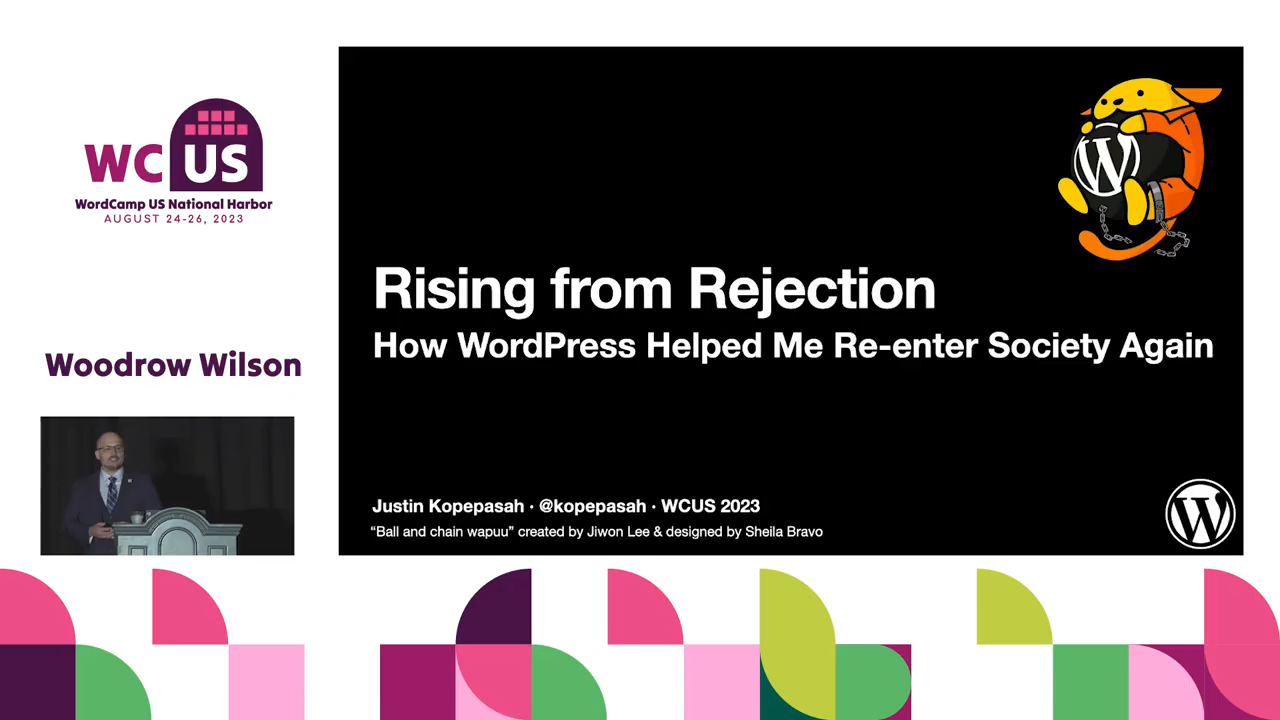 WC US
WordCamp US National Harbor
AUGUST 24-26, 2023
Woodrow Wilson
Rising from Rejection
How WordPress Helped Me Re-enter Society Again
Justin Kopepasah · @kopepasah · WCUS 2023
“Ball and chain wapuu” created by Jiwon Lee & designed by Sheila Bravo
W
W